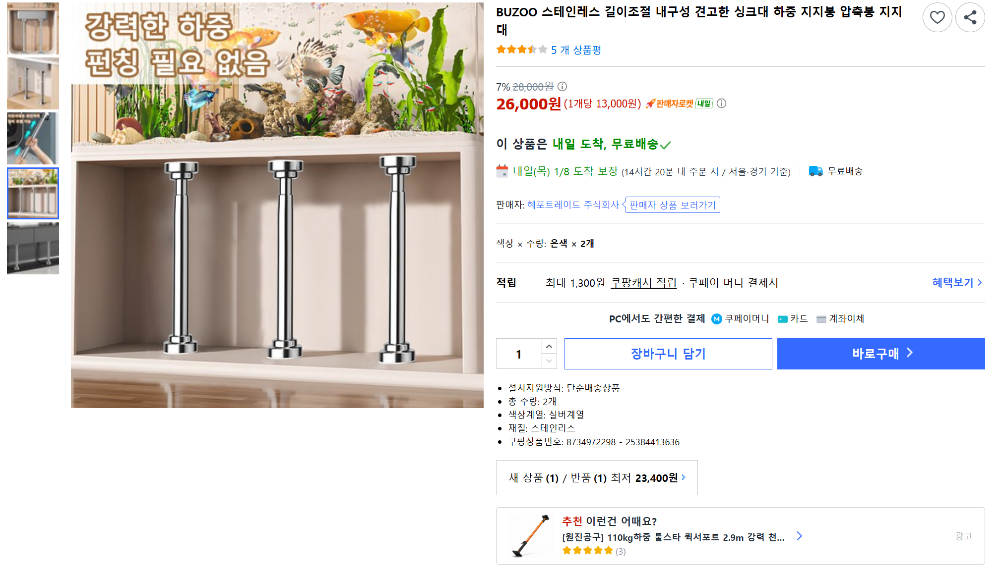 강력한 하중
펀칭 필요 없음
BUZOO 스테인레스 길이조절 내구성 견고한 싱크대 하중 지지봉 압축봉 지지
대
5 개 상품평
7% 28,000원
26,000원 (1개당 13,000원) 판매자로켓 내일
이 상품은 내일 도착, 무료배송
내일(목) 1/8 도착 보장 (14시간 20분 내 주문 시 / 서울·경기 기준) 무료배송
판매자: 혜포트레이드 주식회사 판매자 상품 보러가기
색상 × 수량: 은색 × 2개
적립 최대 1,300원 쿠팡캐시 적립 · 쿠페이 머니 결제시 혜택보기
PC에서도 간편한 결제 M 쿠페이머니 카드 계좌이체
1 장바구니 담기 바로구매
설치지원방식: 단순배송상품
총 수량: 2개
색상계열: 실버계열
재질: 스테인리스
쿠팡상품번호: 8734972298 - 25384413636
새 상품 (1) / 반품 (1) 최저 23,400원
추천 이런건 어때요?
[원진공구] 110kg하중 툴스타 퀵서포트 2.9m 강력 천... 광고
(3)